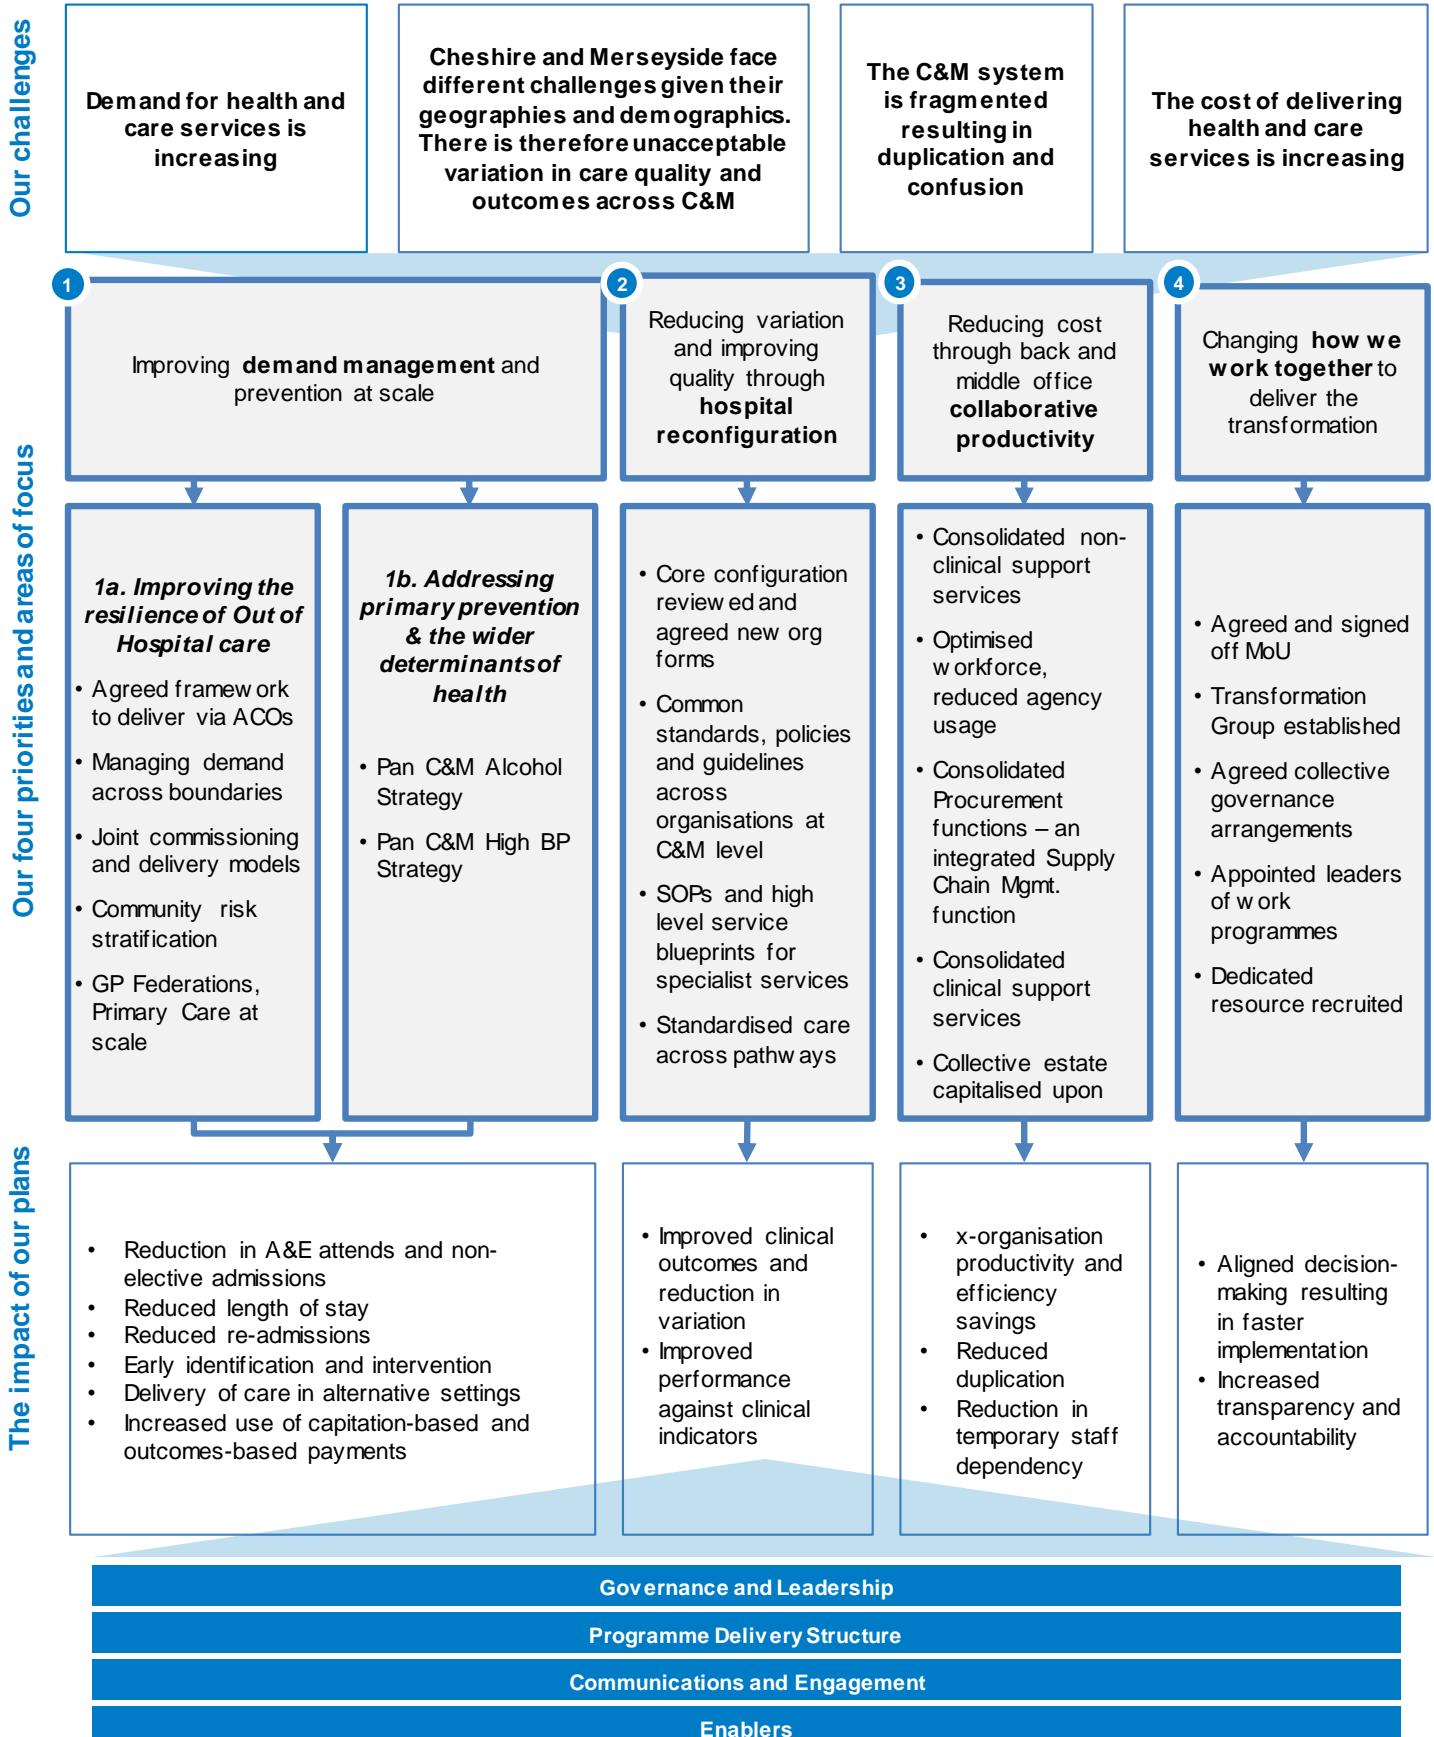 Our challenges
Demand for health and
care services is
increasing
Cheshire and Merseyside face
different challenges given their
geographies and demographics.
There is therefore unacceptable
variation in care quality and
outcomes across C&M
The C&M system
is fragmented
resulting in
duplication and
confusion
The cost of delivering
health and care
services is increasing
Our four priorities and areas of focus
1
Improving demand management and
prevention at scale
2
Reducing variation
and improving
quality through
hospital
reconfiguration
3
Reducing cost
through back and
middle office
collaborative
productivity
4
Changing how we
work together to
deliver the
transformation
1a. Improving the
resilience of Out of
Hospital care
• Agreed framework
to deliver via ACOs
• Managing demand
across boundaries
• Joint commissioning
and delivery models
• Community risk
stratification
• GP Federations,
Primary Care at
scale
1b. Addressing
primary prevention
& the wider
determinants of
health
• Pan C&M Alcohol
Strategy
• Pan C&M High BP
Strategy
• Core configuration
reviewed and
agreed new org
forms
• Common
standards, policies
and guidelines
across
organisations at
C&M level
• SOPs and high
level service
blueprints for
specialist services
• Standardised care
across pathways
• Consolidated non-
clinical support
services
• Optimised
workforce,
reduced agency
usage
• Consolidated
Procurement
functions – an
integrated Supply
Chain Mgmt.
function
• Consolidated
clinical support
services
• Collective estate
capitalised upon
• Agreed and signed
off MoU
• Transformation
Group established
• Agreed collective
governance
arrangements
• Appointed leaders
of work
programmes
• Dedicated
resource recruited
The impact of our plans
• Reduction in A&E attends and non-
elective admissions
• Reduced length of stay
• Reduced re-admissions
• Early identification and intervention
• Delivery of care in alternative settings
• Increased use of capitation-based and
outcomes-based payments
• Improved clinical
outcomes and
reduction in
variation
• Improved
performance
against clinical
indicators
• x-organisation
productivity and
efficiency
savings
• Reduced
duplication
• Reduction in
temporary staff
dependency
• Aligned decision-
making resulting
in faster
implementation
• Increased
transparency and
accountability
Governance and Leadership
Programme Delivery Structure
Communications and Engagement
Enablers